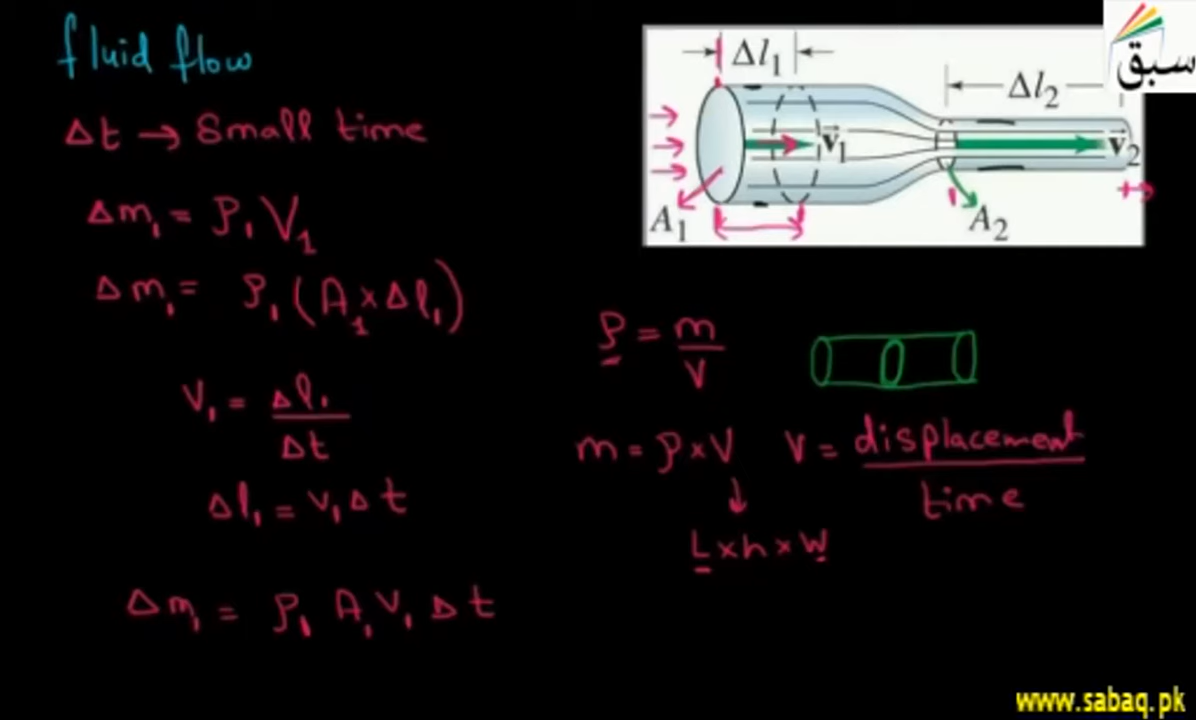 fluid flow
Δt → Small time
Δm₁ = ρ₁ V₁
Δm₁ = ρ₁ (A₁ × Δl₁)
v₁ = Δl₁ / Δt
Δl₁ = v₁ Δt
Δm₁ = ρ₁ A₁ v₁ Δt
Δl₁
Δl₂
v₁
v₂
A₁
A₂
سبق
ρ = m / V
m = ρ × V
L × h × W
v = displacement / time
www.sabaq.pk